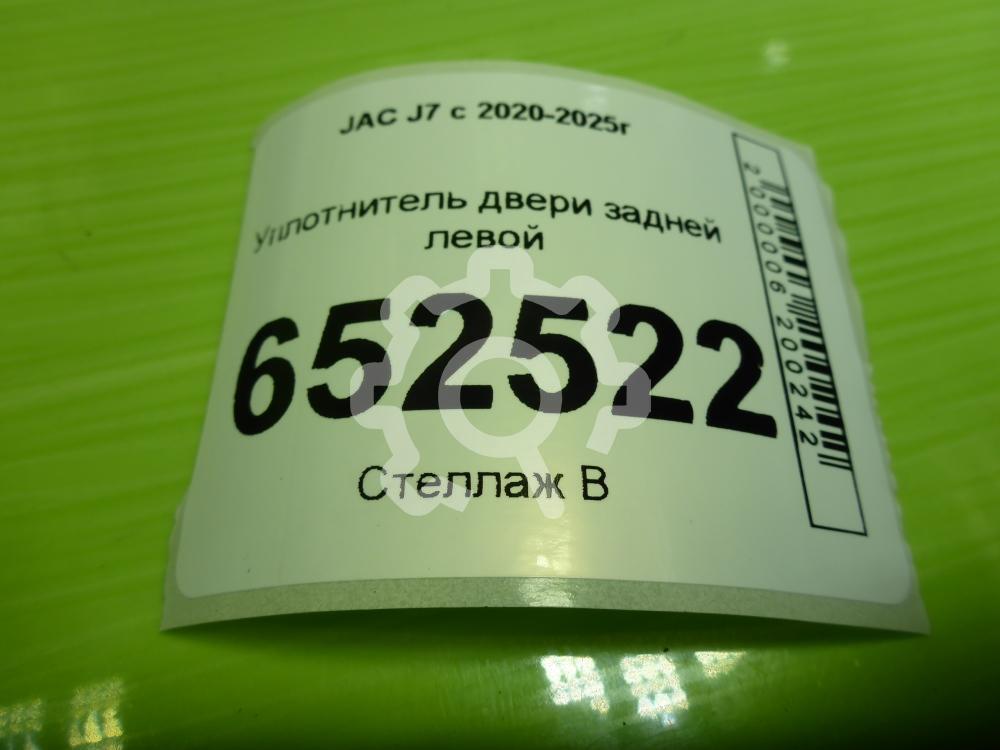 JAC J7 с 2020-2025г
Уплотнитель двери задней
левой
652522
Стеллаж В
2000006200242